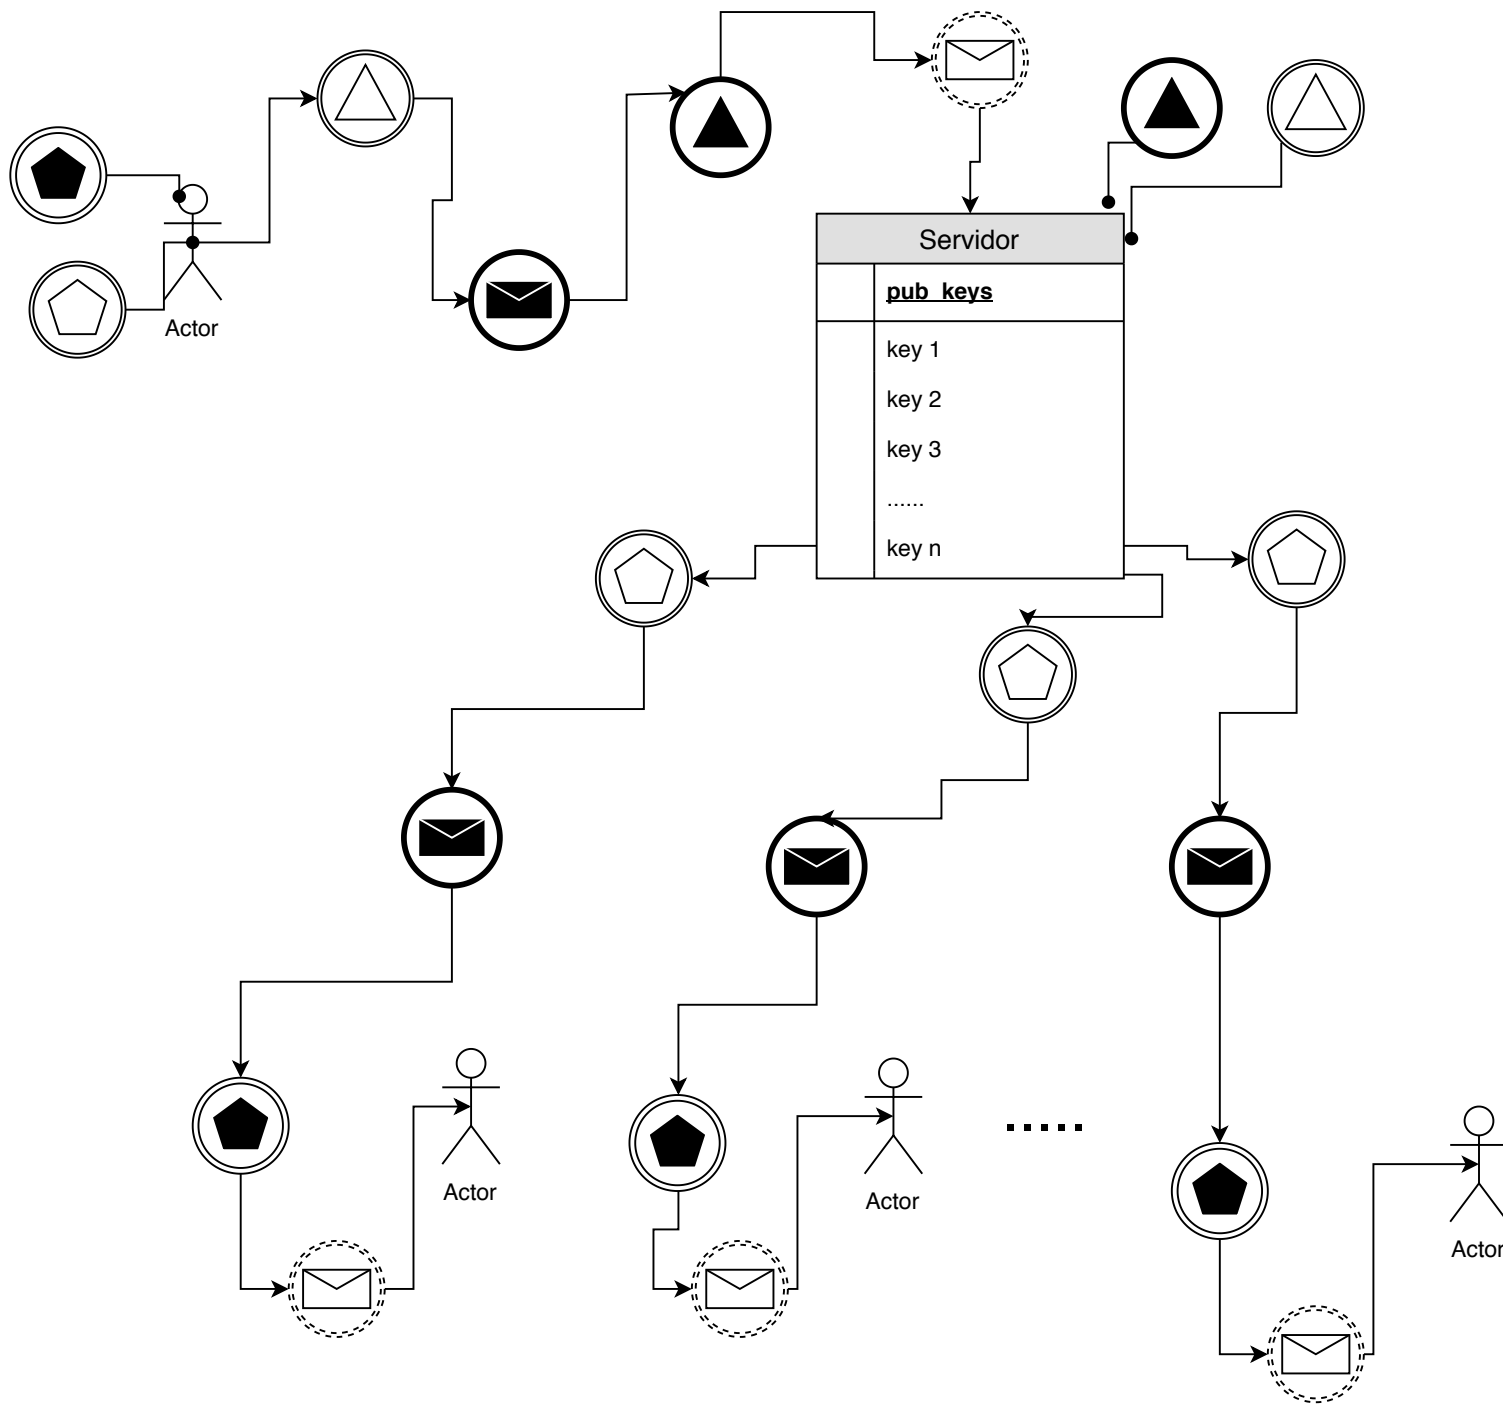 Actor
Servidor
pub_keys
key 1
key 2
key 3
......
key n
Actor
Actor
Actor